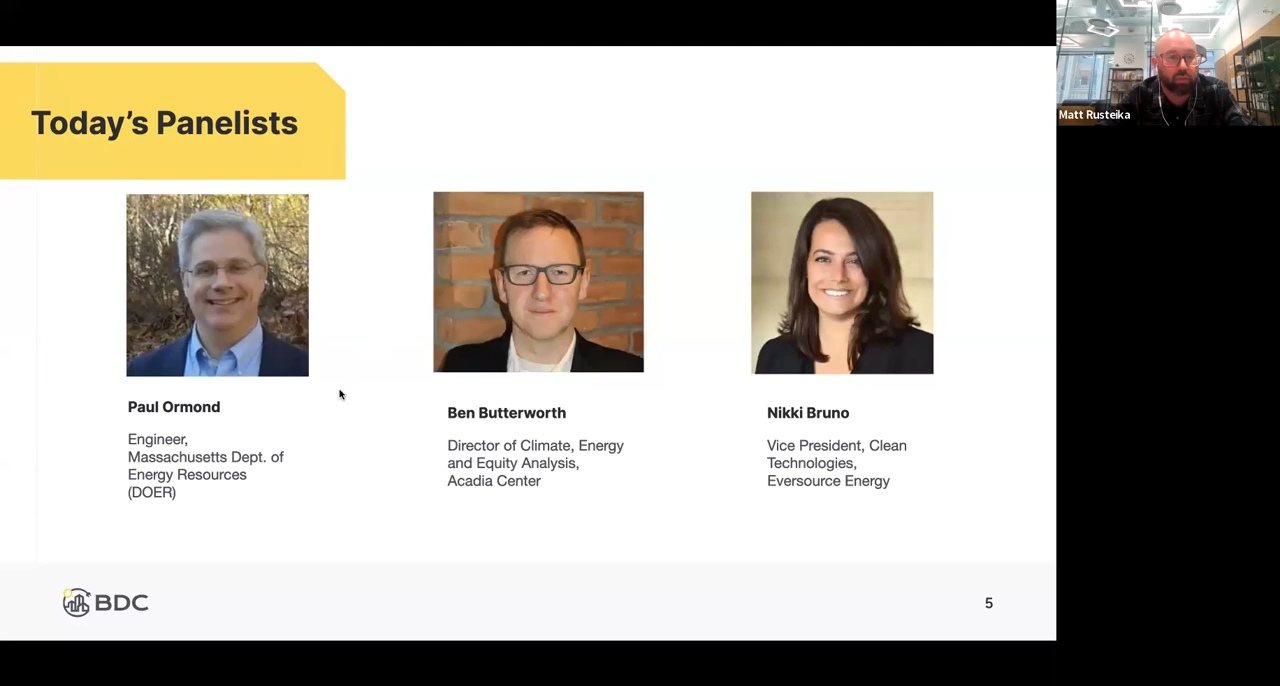 Today's Panelists
Matt Rusteika
Paul Ormond
Engineer,
Massachusetts Dept. of
Energy Resources
(DOER)
Ben Butterworth
Director of Climate, Energy
and Equity Analysis,
Acadia Center
Nikki Bruno
Vice President, Clean
Technologies,
Eversource Energy
BDC
5